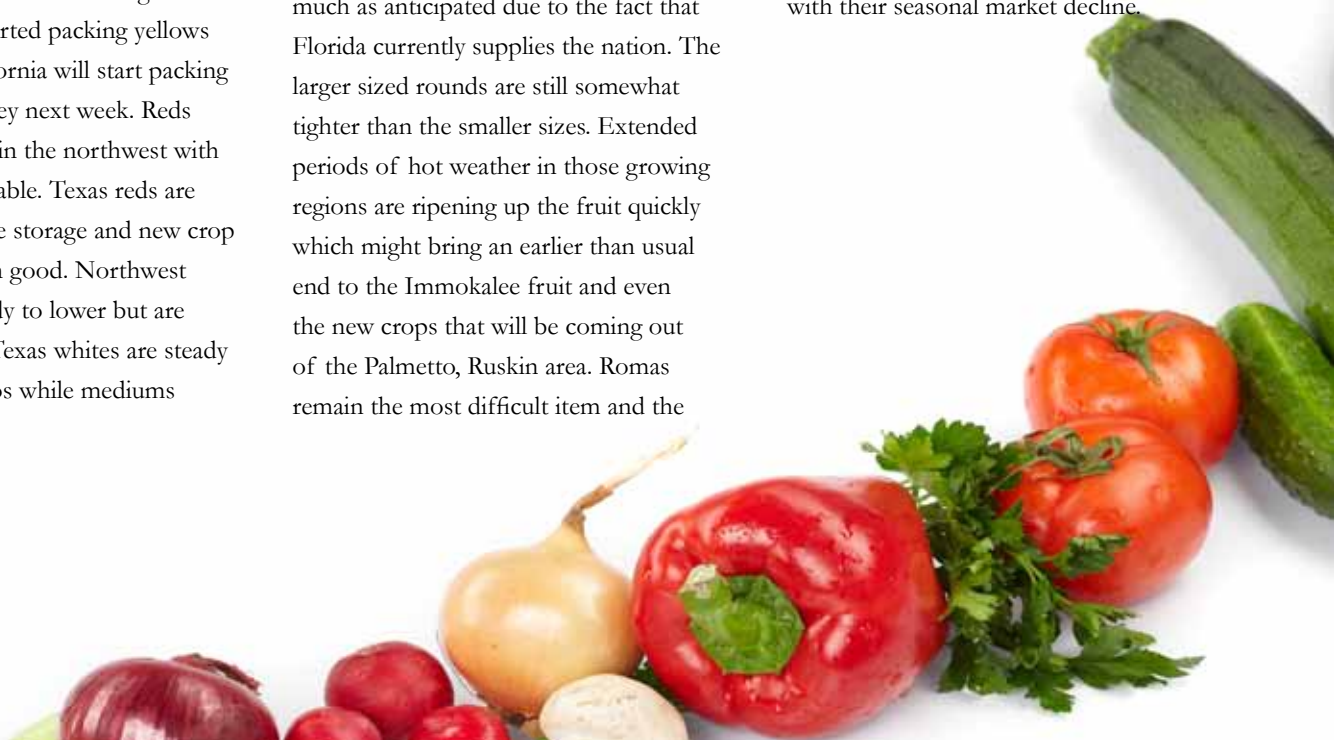 rted packing yellows
ornia will start packing
ey next week. Reds
in the northwest with
able. Texas reds are
e storage and new crop
good. Northwest
ly to lower but are
Texas whites are steady
os while mediums
much as anticipated due to the fact that
Florida currently supplies the nation. The
larger sized rounds are still somewhat
tighter than the smaller sizes. Extended
periods of hot weather in those growing
regions are ripening up the fruit quickly
which might bring an earlier than usual
end to the Immokalee fruit and even
the new crops that will be coming out
of the Palmetto, Ruskin area. Romas
remain the most difficult item and the
with their seasonal market decline.